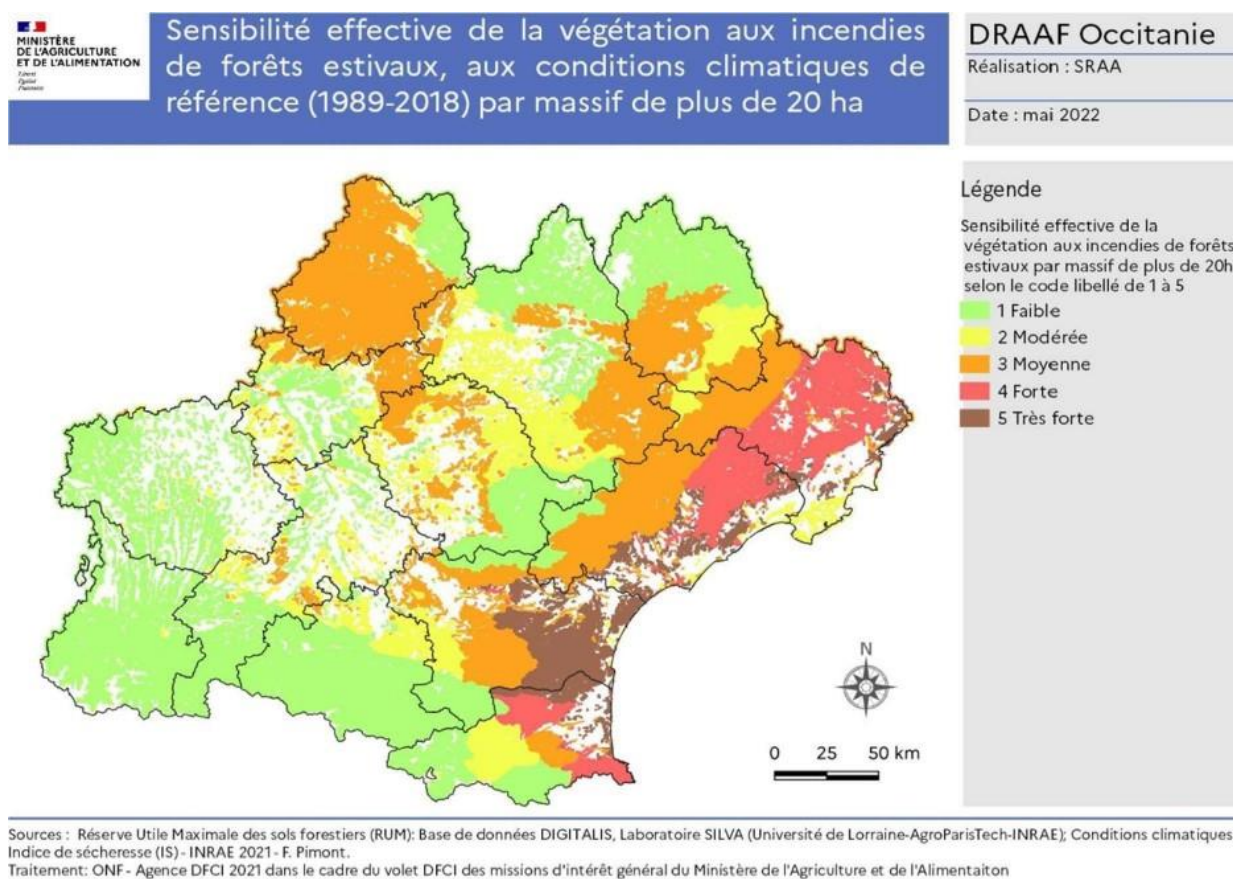 MINISTÈRE
DE L'AGRICULTURE
ET DE L'ALIMENTATION
Liberté
Égalité
Fraternité
Sensibilité effective de la végétation aux incendies
de forêts estivaux, aux conditions climatiques de
référence (1989-2018) par massif de plus de 20 ha
DRAAF Occitanie
Réalisation : SRAA
Date : mai 2022
Légende
Sensibilité effective de la
végétation aux incendies de forêts
estivaux par massif de plus de 20h
selon le code libellé de 1 à 5
1 Faible
2 Modérée
3 Moyenne
4 Forte
5 Très forte
N
0 25 50 km
Sources : Réserve Utile Maximale des sols forestiers (RUM): Base de données DIGITALIS, Laboratoire SILVA (Université de Lorraine-AgroParisTech-INRAE); Conditions climatiques
Indice de sécheresse (IS) - INRAE 2021 - F. Pimont.
Traitement: ONF - Agence DFCI 2021 dans le cadre du volet DFCI des missions d'intérêt général du Ministère de l'Agriculture et de l'Alimentaiton